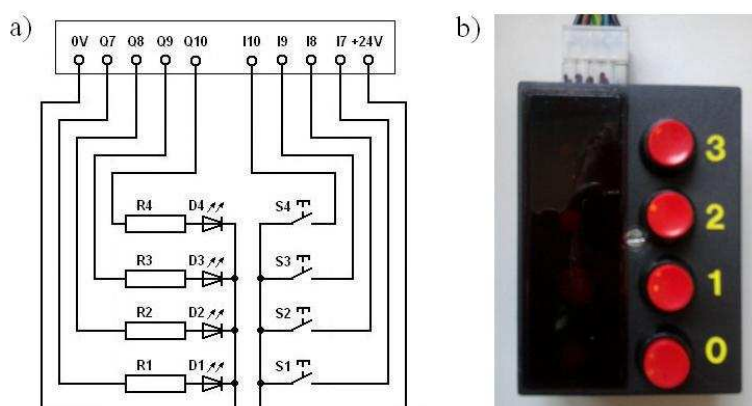 a)
0V Q7 Q8 Q9 Q10 I10 I9 I8 I7 +24V
R4 D4 S4
R3 D3 S3
R2 D2 S2
R1 D1 S1
b)
3
2
1
0